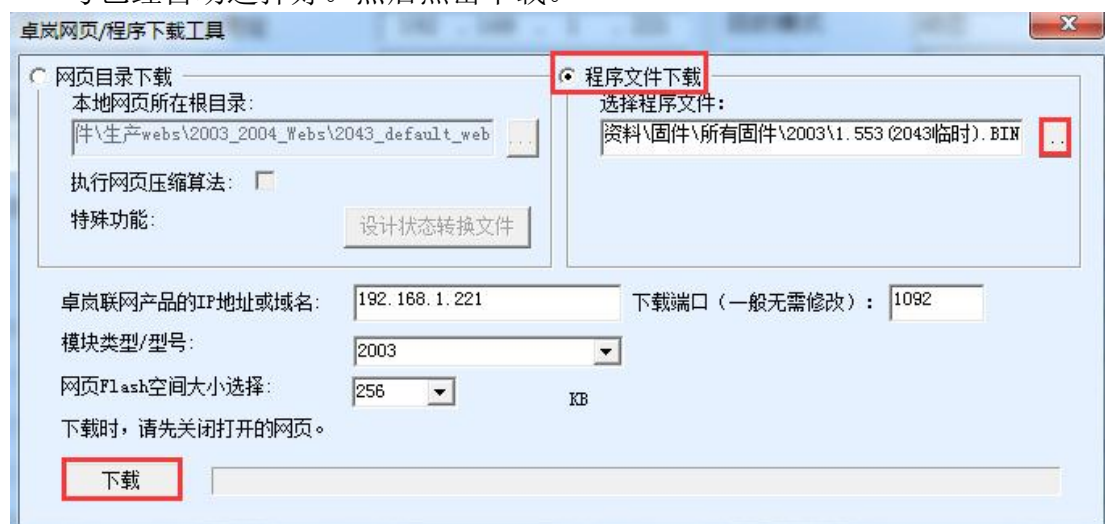 卓岚网页/程序下载工具
网页目录下载
本地网页所在根目录:
件\生产webs\2003_2004_Webs\2043_default_web
...
执行网页压缩算法:
特殊功能:
设计状态转换文件
程序文件下载
选择程序文件:
资料\固件\所有固件\2003\1.553(2043临时).BIN
..
卓岚联网产品的IP地址或域名:
192.168.1.221
下载端口（一般无需修改）:
1092
模块类型/型号:
2003
网页Flash空间大小选择:
256
KB
下载时，请先关闭打开的网页。
下载